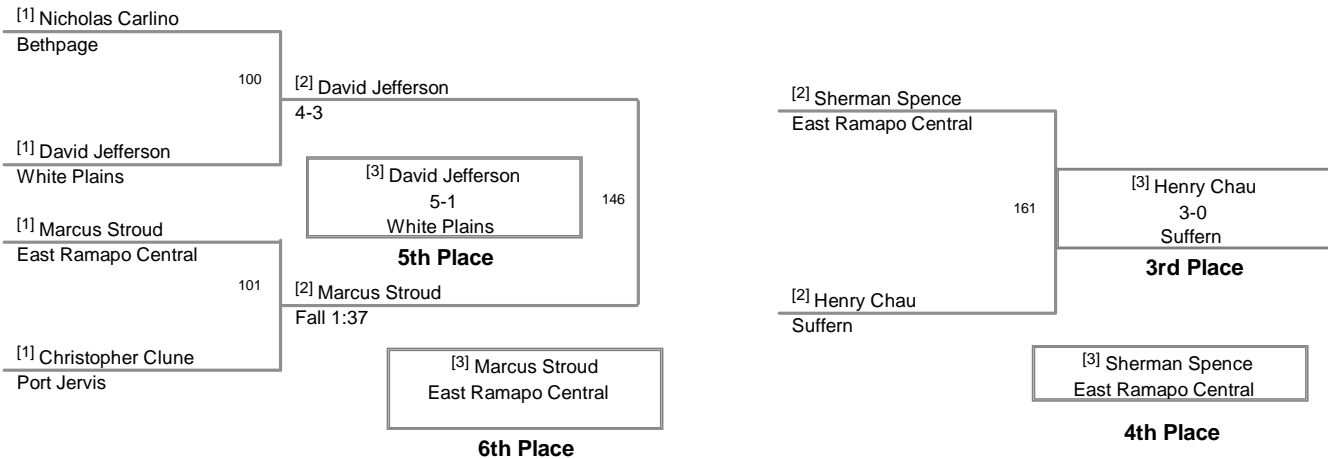 [1] Nicholas Carlino
Bethpage
100
[2] David Jefferson
4-3
[1] David Jefferson
White Plains
[3] David Jefferson
5-1
White Plains
5th Place
146
[1] Marcus Stroud
East Ramapo Central
101
[2] Marcus Stroud
Fall 1:37
[1] Christopher Clune
Port Jervis
[3] Marcus Stroud
East Ramapo Central
6th Place
[2] Sherman Spence
East Ramapo Central
161
[3] Henry Chau
3-0
Suffern
3rd Place
[2] Henry Chau
Suffern
[3] Sherman Spence
East Ramapo Central
4th Place